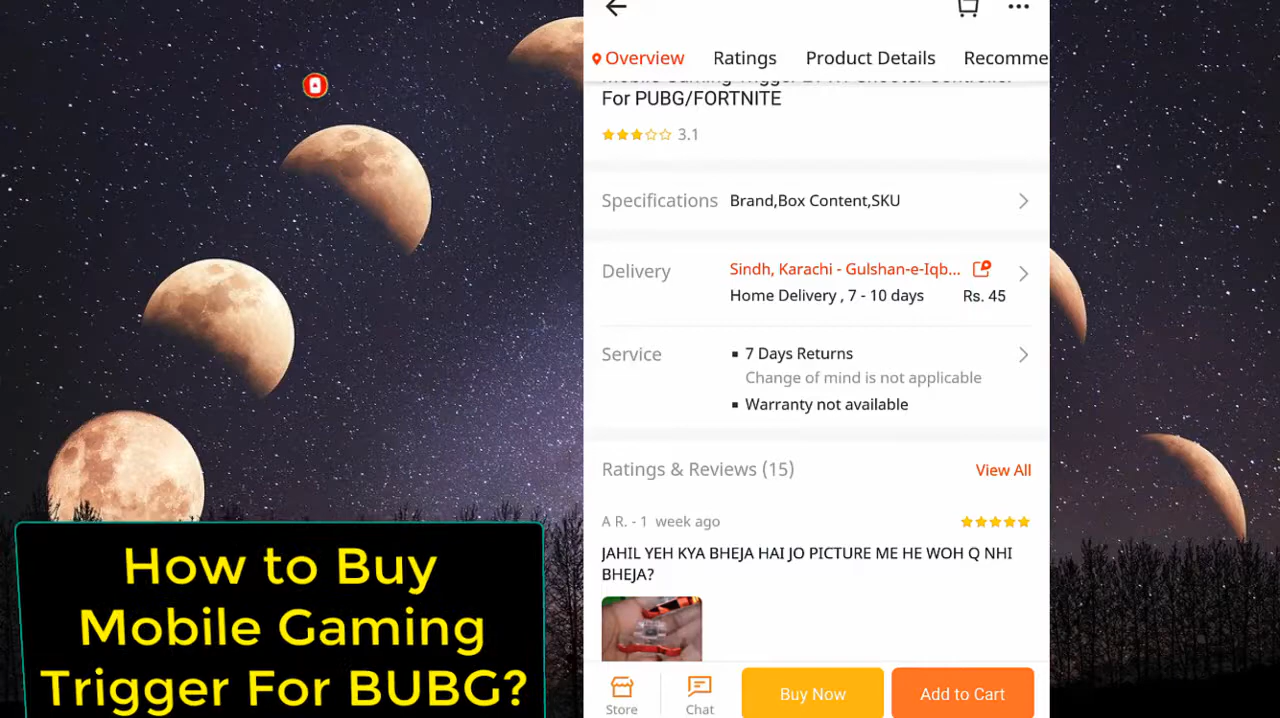 Overview Ratings Product Details Recomme
Mobile Gaming Trigger
For PUBG/FORTNITE
3.1
Specifications Brand,Box Content,SKU
Delivery Sindh, Karachi - Gulshan-e-Iqb...
Home Delivery , 7 - 10 days Rs. 45
Service 7 Days Returns
Change of mind is not applicable
Warranty not available
Ratings & Reviews (15) View All
A R. - 1 week ago
JAHIL YEH KYA BHEJA HAI JO PICTURE ME HE WOH Q NHI
BHEJA?
Store Chat Buy Now Add to Cart
How to Buy
Mobile Gaming
Trigger For BUBG?